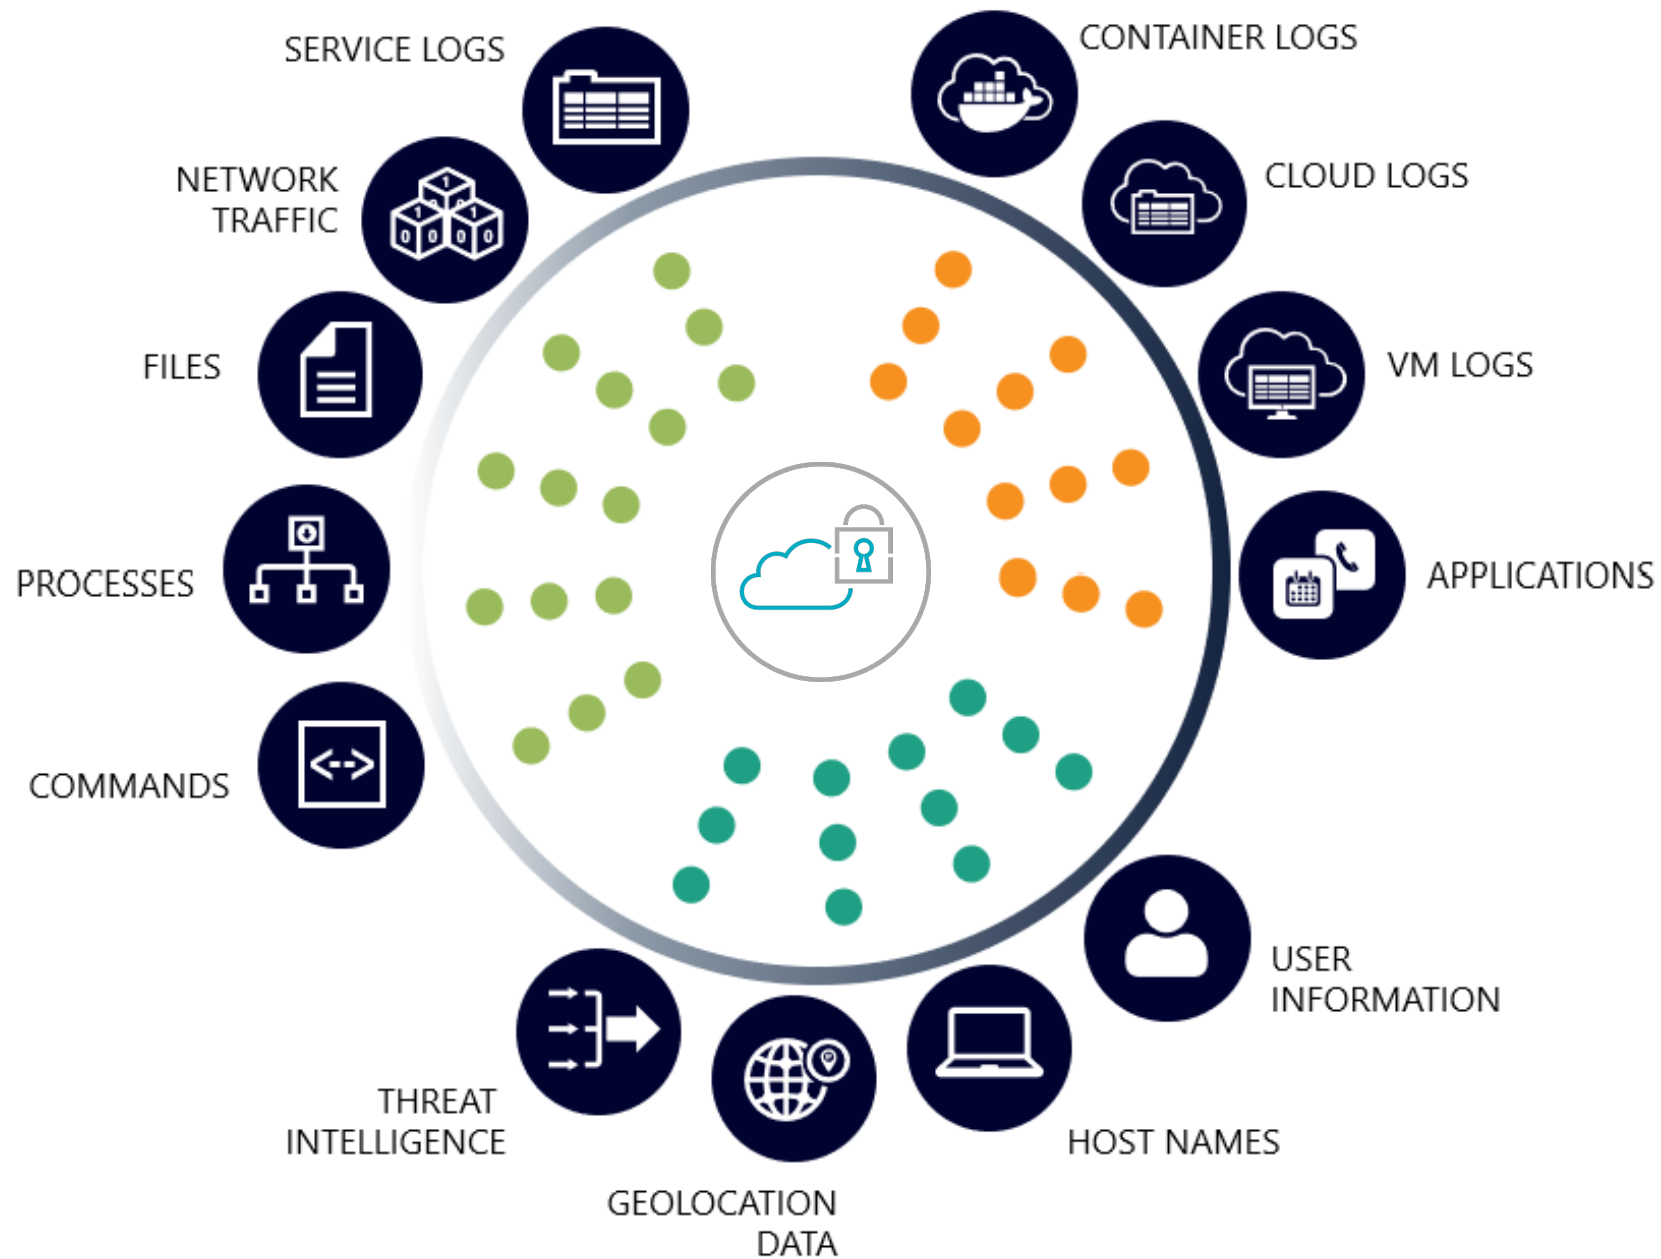 SERVICE LOGS
CONTAINER LOGS
NETWORK
TRAFFIC
CLOUD LOGS
FILES
VM LOGS
PROCESSES
APPLICATIONS
COMMANDS
USER
INFORMATION
THREAT
INTELLIGENCE
HOST NAMES
GEOLOCATION
DATA